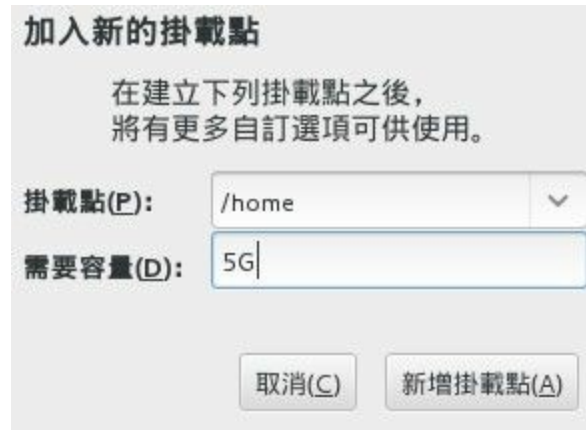 加入新的掛載點
在建立下列掛載點之後，
將有更多自訂選項可供使用。
掛載點(P)： /home
需要容量(D)： 5G
取消(C) 新增掛載點(A)